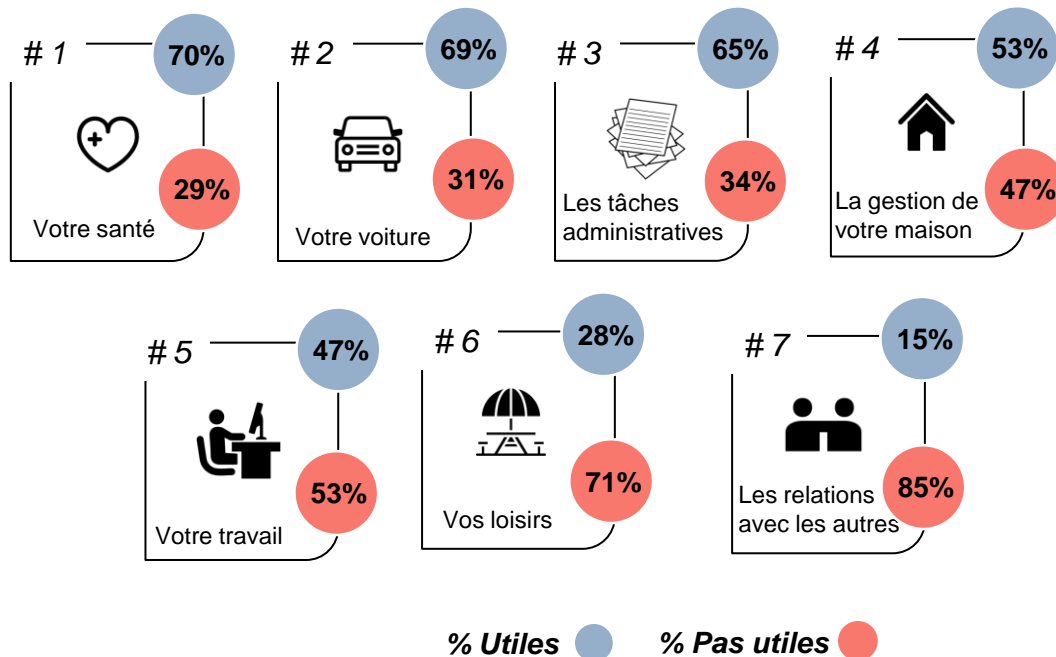 # 1
70%
29%
Votre santé
# 2
69%
31%
Votre voiture
# 3
65%
34%
Les tâches
administratives
# 4
53%
47%
La gestion de
votre maison
# 5
47%
53%
Votre travail
# 6
28%
71%
Vos loisirs
# 7
15%
85%
Les relations
avec les autres
% Utiles
% Pas utiles